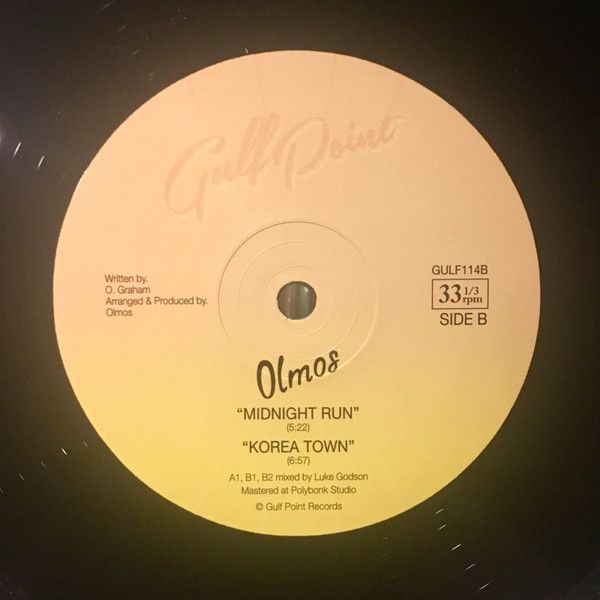 Gulf Point
Written by.
O. Graham
Arranged & Produced by.
Olmos
GULF114B
33 1/3 rpm
SIDE B
Olmos
“MIDNIGHT RUN”
(5:22)
“KOREA TOWN”
(6:57)
A1, B1, B2 mixed by Luke Godson
Mastered at Polybonk Studio
© Gulf Point Records